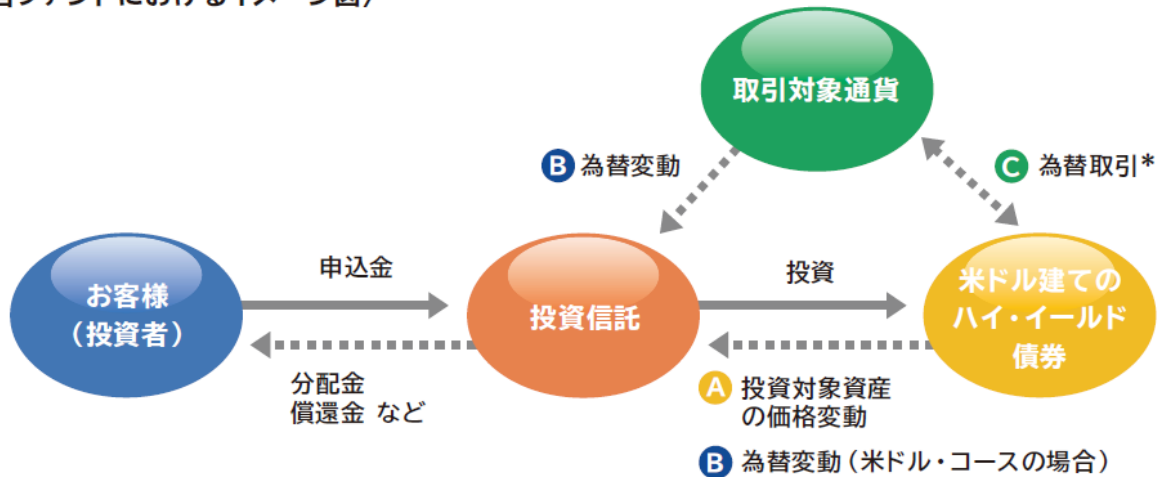 取引対象通貨
B 為替変動
C 為替取引*
お客様
（投資者）
申込金
投資信託
投資
米ドル建ての
ハイ・イールド
債券
分配金
償還金 など
A 投資対象資産
の価格変動
B 為替変動（米ドル・コースの場合）